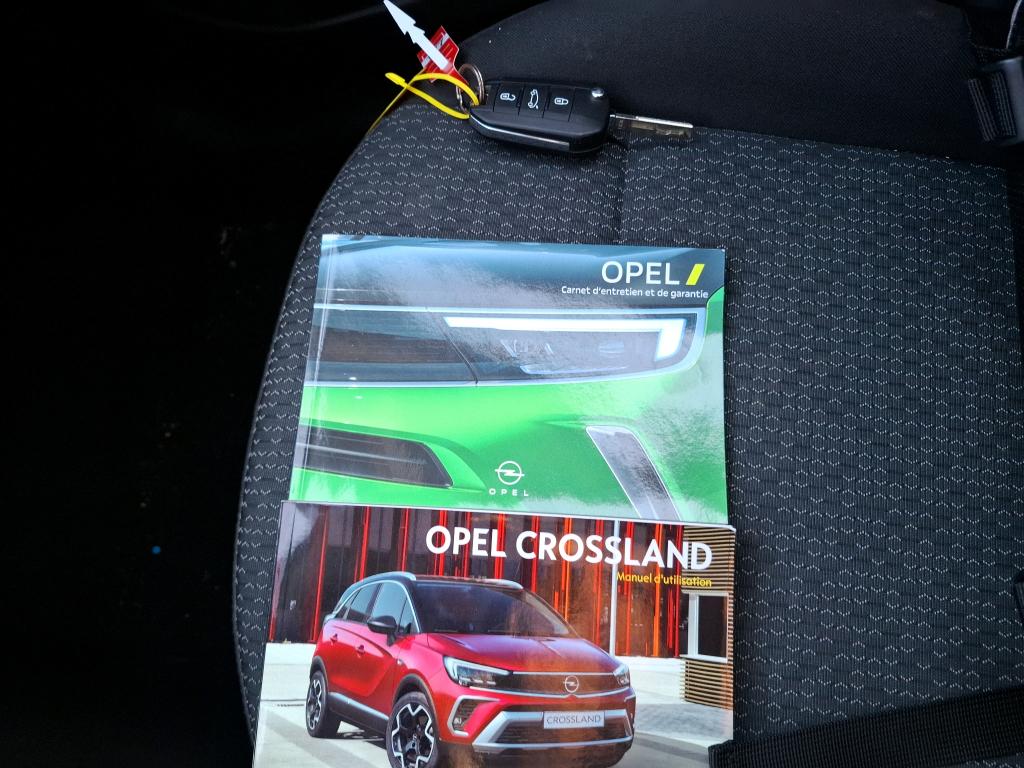 OPEL
Carnet d'entretien et de garantie
OPEL
OPEL CROSSLAND
Manuel d'utilisation
CROSSLAND